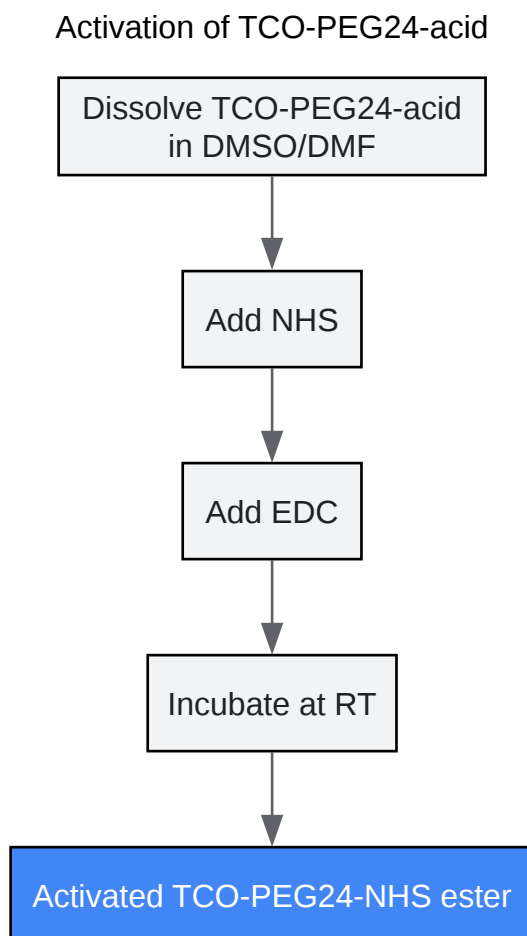 Activation of TCO-PEG24-acid
Dissolve TCO-PEG24-acid
in DMSO/DMF
Add NHS
Add EDC
Incubate at RT
Activated TCO-PEG24-NHS ester